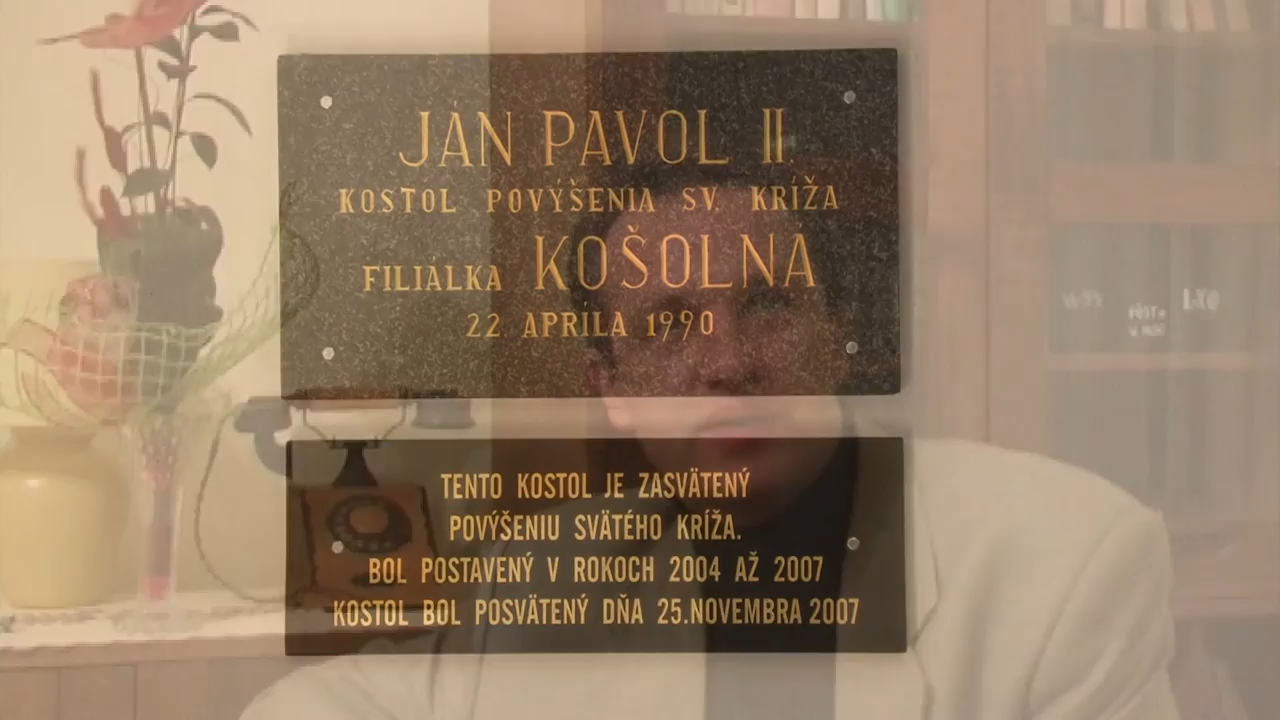 JÁN PAVOL II.
KOSTOL POVÝŠENIA SV. KRÍŽA
FILIÁLKA KOŠOLNÁ
22 APRÍLA 1990
TENTO KOSTOL JE ZASVÄTENÝ
POVÝŠENIU SVÄTÉHO KRÍŽA.
BOL POSTAVENÝ V ROKOCH 2004 AŽ 2007
KOSTOL BOL POSVÄTENÝ DŇA 25.NOVEMBRA 2007